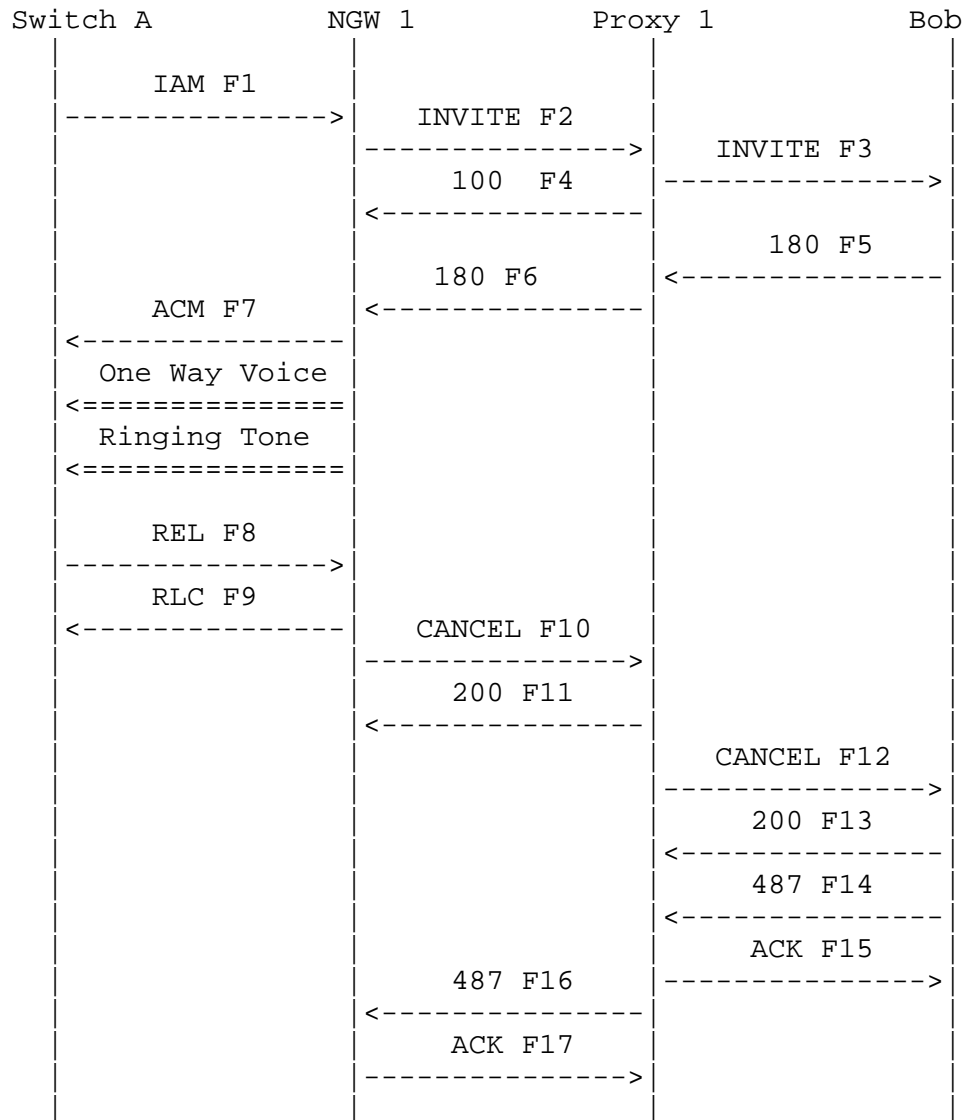 Switch A NGW 1 Proxy 1 Bob
IAM F1
INVITE F2
INVITE F3
100 F4
180 F5
180 F6
ACM F7
One Way Voice
Ringing Tone
REL F8
RLC F9
CANCEL F10
200 F11
CANCEL F12
200 F13
487 F14
ACK F15
487 F16
ACK F17